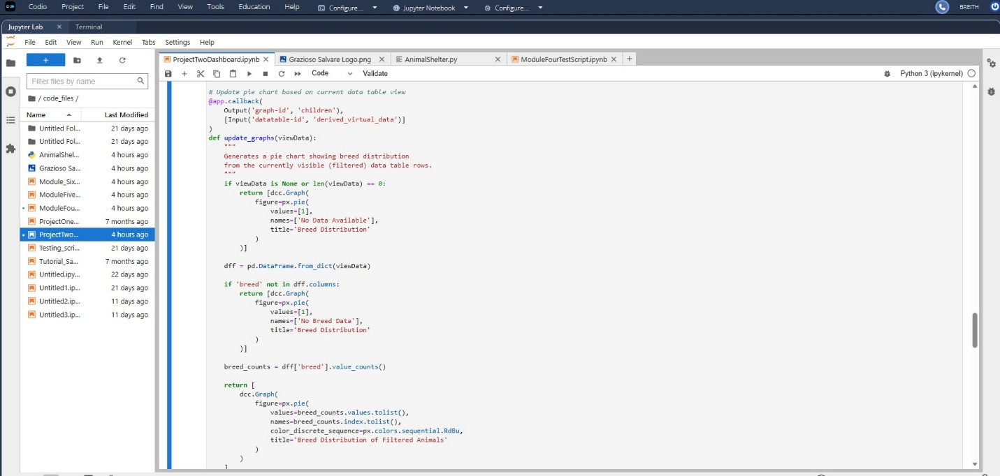 Codio Project File Edit Find View Tools Education Help Configure.... Jupyter Notebook Configure.... BREITH
Jupyter Lab × Terminal
File Edit View Run Kernel Tabs Settings Help
ProjectTwoDashboard.ipynb × Grazioso Salvare Logo.png × AnimalShelter.py × ModuleFourTestScript.ipynb × +
Code Validate Python 3 (ipykernel)
Filter files by name
/ code_files /
Name Last Modified
Untitled Fol... 21 days ago
Untitled Fol... 21 days ago
AnimalShel... 4 hours ago
Grazioso Sa... 4 hours ago
Module_Six... 4 hours ago
ModuleFive... 4 hours ago
ModuleFou... 4 hours ago
ProjectOne... 7 months ago
ProjectTwo... 4 hours ago
Testing_scri... 21 days ago
Tutorial_Sa... 7 months ago
Untitled.ipy... 22 days ago
Untitled1.ip... 21 days ago
Untitled2.ip... 11 days ago
Untitled3.ip... 11 days ago
# Update pie chart based on current data table view
@app.callback(
Output('graph-id', 'children'),
[Input('datatable-id', 'derived_virtual_data')]
)
def update_graphs(viewData):
"""
Generates a pie chart showing breed distribution
from the currently visible (filtered) data table rows.
"""
if viewData is None or len(viewData) == 0:
return [dcc.Graph(
figure=px.pie(
values=[1],
names=['No Data Available'],
title='Breed Distribution'
)
)]
dff = pd.DataFrame.from_dict(viewData)
if 'breed' not in dff.columns:
return [dcc.Graph(
figure=px.pie(
values=[1],
names=['No Breed Data'],
title='Breed Distribution'
)
)]
breed_counts = dff['breed'].value_counts()
return [
dcc.Graph(
figure=px.pie(
values=breed_counts.values.tolist(),
names=breed_counts.index.tolist(),
color_discrete_sequence=px.colors.sequential.RdBu,
title='Breed Distribution of Filtered Animals'
)
)
]